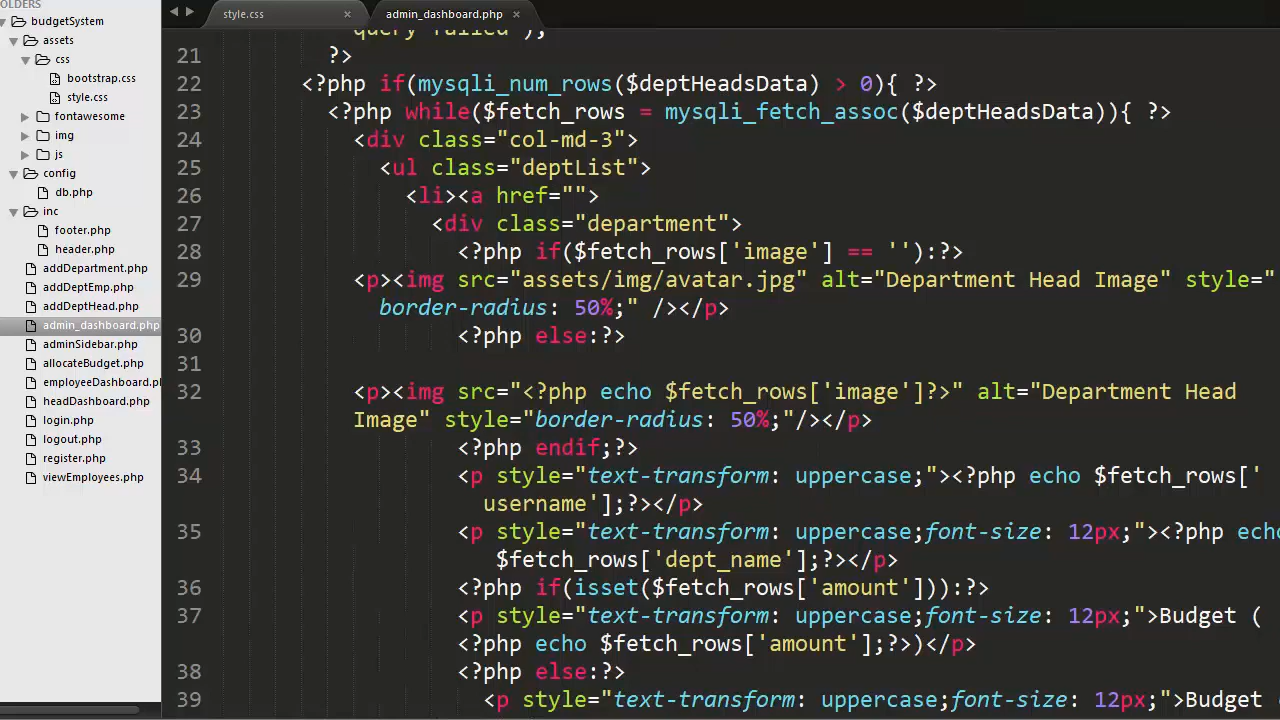 OLDERS
budgetSystem
assets
css
bootstrap.css
style.css
fontawesome
img
js
config
db.php
inc
footer.php
header.php
addDepartment.php
addDeptEmp.php
addDeptHead.php
admin_dashboard.php
adminSidebar.php
allocateBudget.php
employeeDashboard.pl
headDashboard.php
login.php
logout.php
register.php
viewEmployees.php
style.css ×
admin_dashboard.php ×
query failed");
21 ?>
22 <?php if(mysqli_num_rows($deptHeadsData) > 0){ ?>
23 <?php while($fetch_rows = mysqli_fetch_assoc($deptHeadsData)){ ?>
24 <div class="col-md-3">
25 <ul class="deptList">
26 <li><a href="">
27 <div class="department">
28 <?php if($fetch_rows['image'] == ''):?>
29 <p><img src="assets/img/avatar.jpg" alt="Department Head Image" style="
border-radius: 50%;" /></p>
30 <?php else:?>
31
32 <p><img src="<?php echo $fetch_rows['image']?>" alt="Department Head
Image" style="border-radius: 50%;"/></p>
33 <?php endif;?>
34 <p style="text-transform: uppercase;"><?php echo $fetch_rows['
username'];?></p>
35 <p style="text-transform: uppercase;font-size: 12px;"><?php echo
$fetch_rows['dept_name'];?></p>
36 <?php if(isset($fetch_rows['amount'])):?>
37 <p style="text-transform: uppercase;font-size: 12px;">Budget (
<?php echo $fetch_rows['amount'];?>)</p>
38 <?php else:?>
39 <p style="text-transform: uppercase;font-size: 12px;">Budget